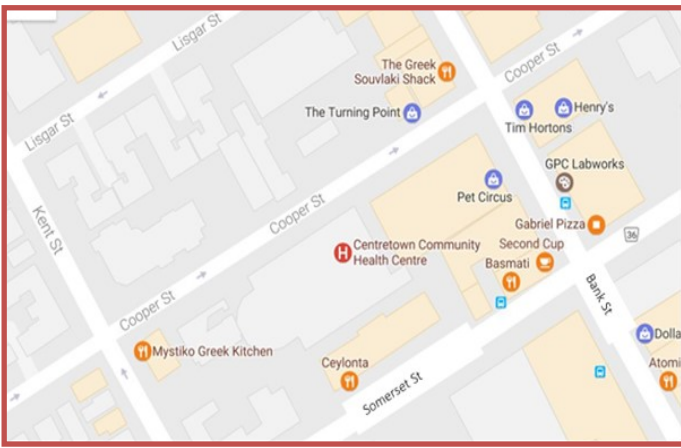 Lisgar St
The Greek
Souvlaki Shack
Cooper St
The Turning Point
Henry's
Tim Hortons
Lisgar St
GPC Labworks
Pet Circus
Cooper St
Kent St
Gabriel Pizza
36
Centretown Community
Health Centre
H
Second Cup
Basmati
Bank St
Cooper St
Dolla
Mystiko Greek Kitchen
Ceylonta
Atomi
Somerset St